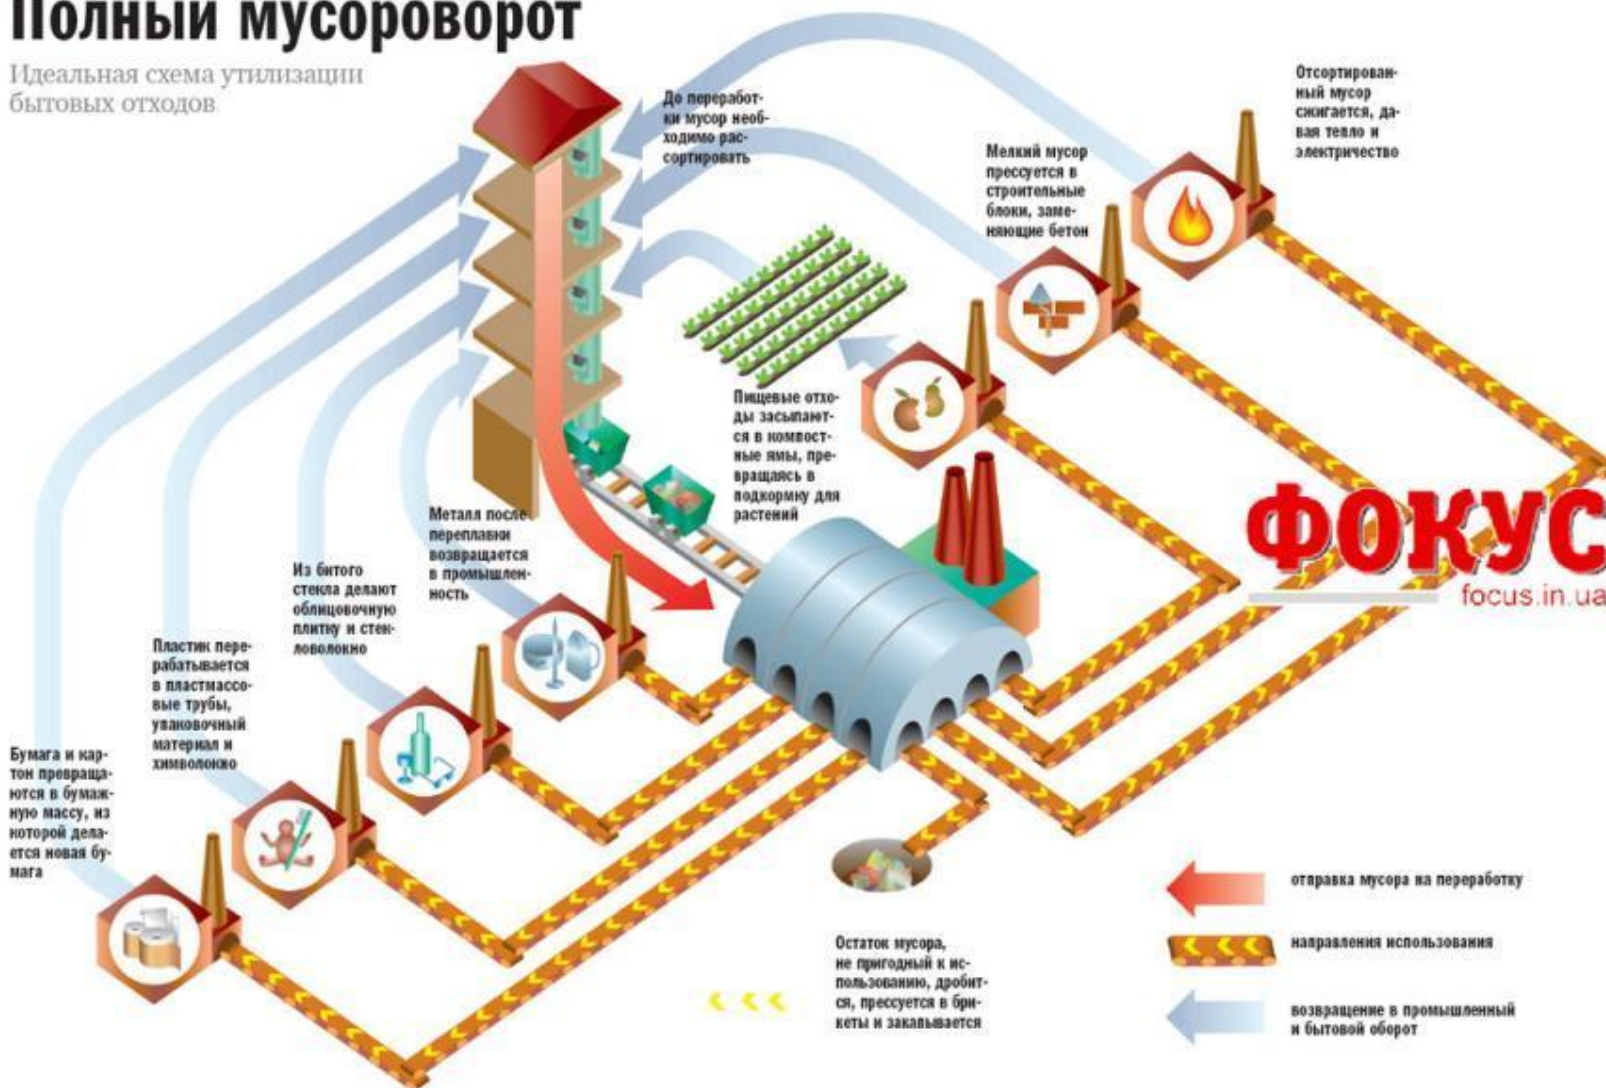 Полный мусороворот
Идеальная схема утилизации
бытовых отходов
До переработ-
ки мусор необ-
ходимо рас-
сортировать
Отсортирован-
ный мусор
сжигается, да-
вая тепло и
электричество
Мелкий мусор
прессуется в
строительные
блоки, заме-
няющие бетон
Пищевые отхо-
ды засыпают-
ся в компост-
ные ямы, пре-
вращаясь в
подкормку для
растений
Металл после
переплавки
возвращается
в промышлен-
ность
Из битого
стекла делают
облицовочную
плитку и стек-
ловолокно
Пластик пере-
рабатывается
в пластмассо-
вые трубы,
упаковочный
материал и
химволокно
Бумага и кар-
тон превраща-
ются в бумаж-
ную массу, из
которой дела-
ется новая бу-
мага
ФОКУС
focus.in.ua
Остаток мусора,
не пригодный к ис-
пользованию, дробит-
ся, прессуется в бри-
кеты и закапывается
отправка мусора на переработку
направления использования
возвращение в промышленный
и бытовой оборот